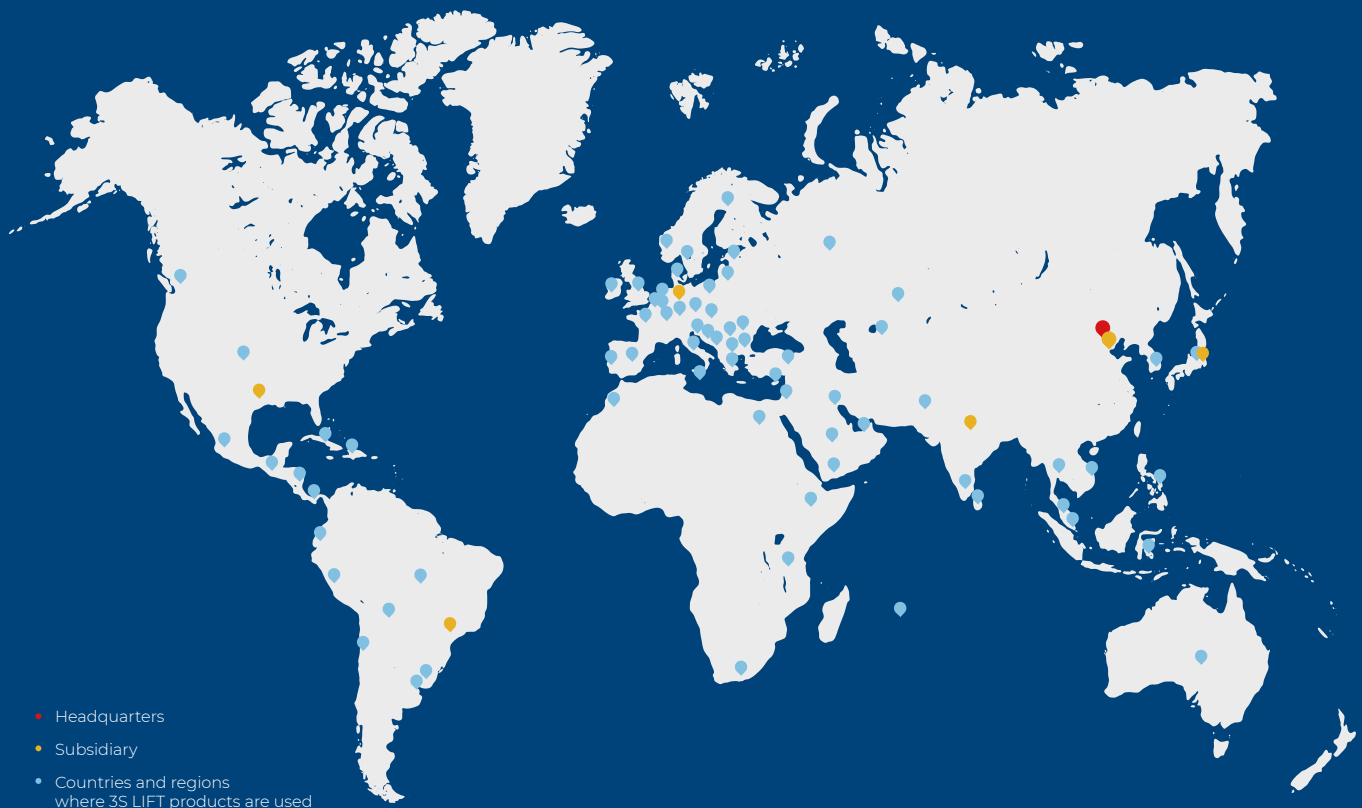 Headquarters
Subsidiary
Countries and regions
where 3S LIFT products are used